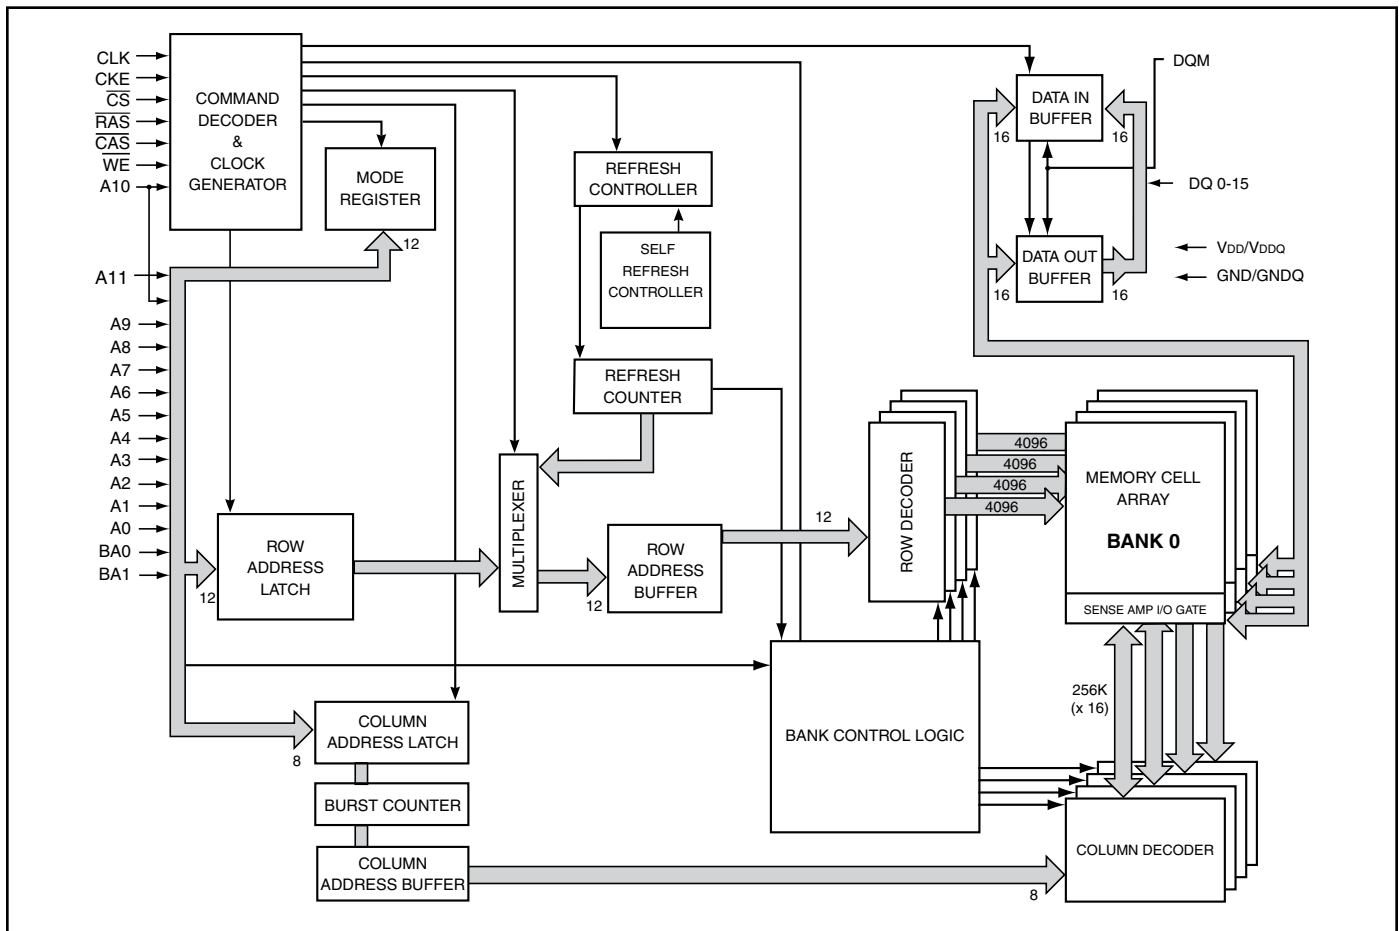 CLK
CKE
CS
RAS
CAS
WE
A10
A11
A9
A8
A7
A6
A5
A4
A3
A2
A1
A0
BA0
BA1
COMMAND
DECODER
&
CLOCK
GENERATOR
MODE
REGISTER
12
REFRESH
CONTROLLER
SELF
REFRESH
CONTROLLER
REFRESH
COUNTER
DATA IN
BUFFER
16
16
DQM
DQ 0-15
DATA OUT
BUFFER
16
16
VDD/VDDQ
GND/GNDQ
ROW
ADDRESS
LATCH
12
MULTIPLEXER
12
ROW
ADDRESS
BUFFER
12
ROW DECODER
4096
4096
4096
4096
MEMORY CELL
ARRAY
BANK 0
SENSE AMP I/O GATE
256K
(x 16)
BANK CONTROL LOGIC
COLUMN
ADDRESS LATCH
8
BURST COUNTER
COLUMN
ADDRESS BUFFER
8
COLUMN DECODER